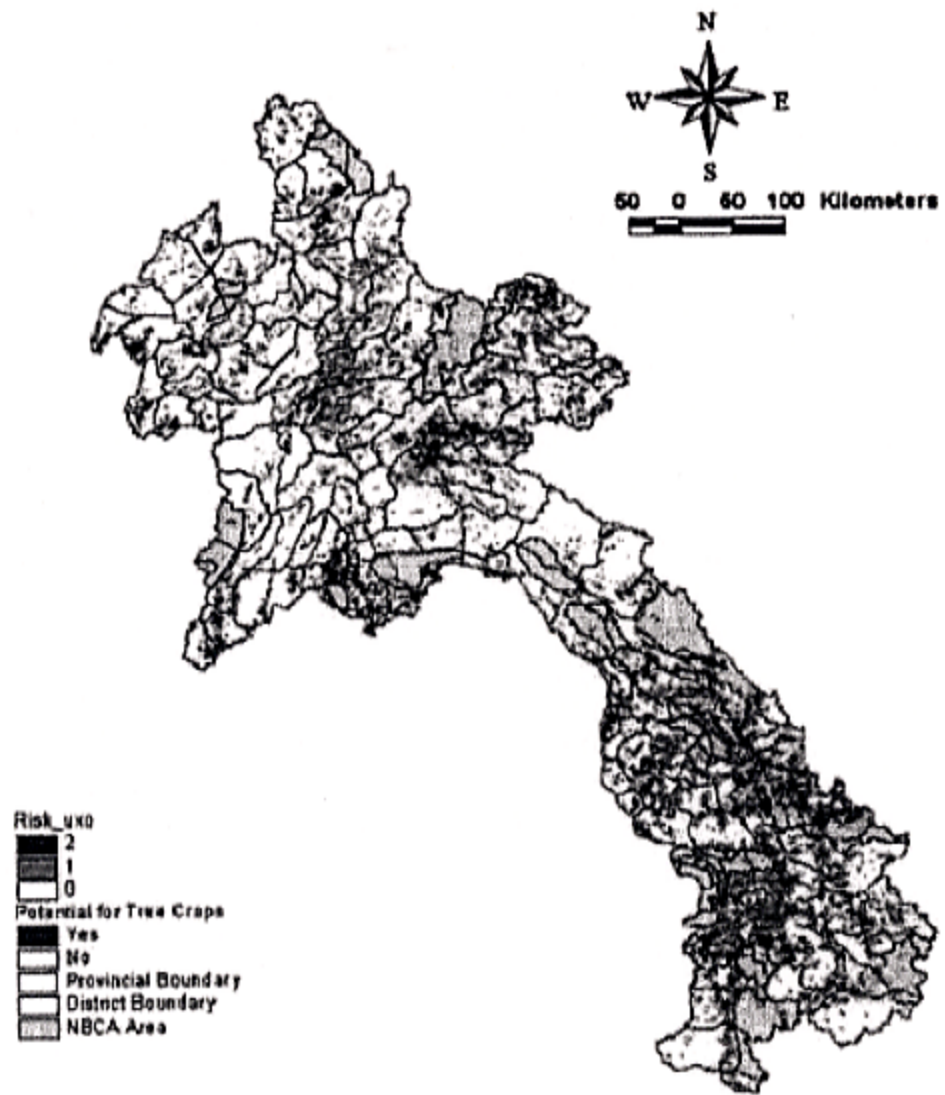 N
W E
S
50 0 50 100 Kilometers
Risk_uxo
2
1
0
Potential for Tree Crops
Yes
No
Provincial Boundary
District Boundary
NBCA Area